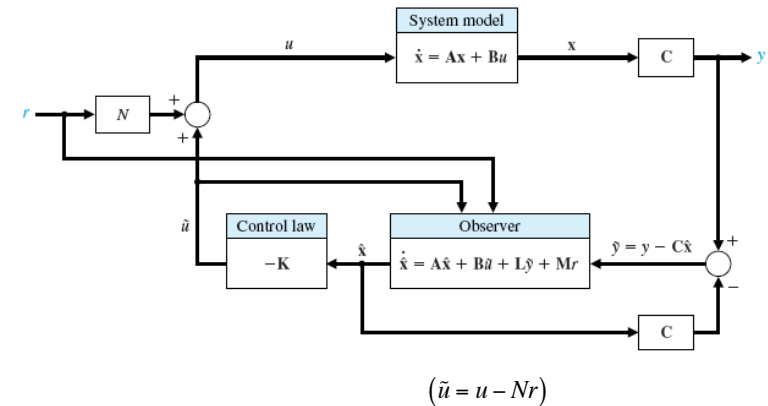 System model
u
ẋ = Ax + Bu
x
C
y
r
N
+
+
ũ
Control law
−K
x̂
Observer
x̂̇ = Ax̂ + Bũ + Lỹ + Mr
ỹ = y − Cx̂
+
−
C
(ũ = u − Nr)